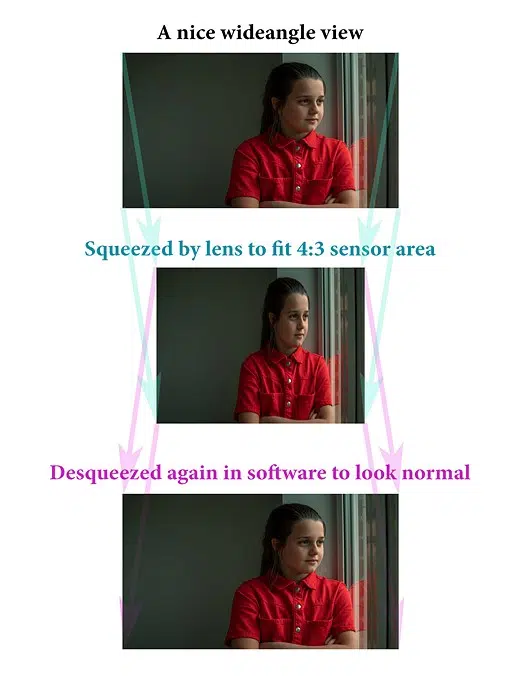 A nice wideangle view
Squeezed by lens to fit 4:3 sensor area
Desqueezed again in software to look normal